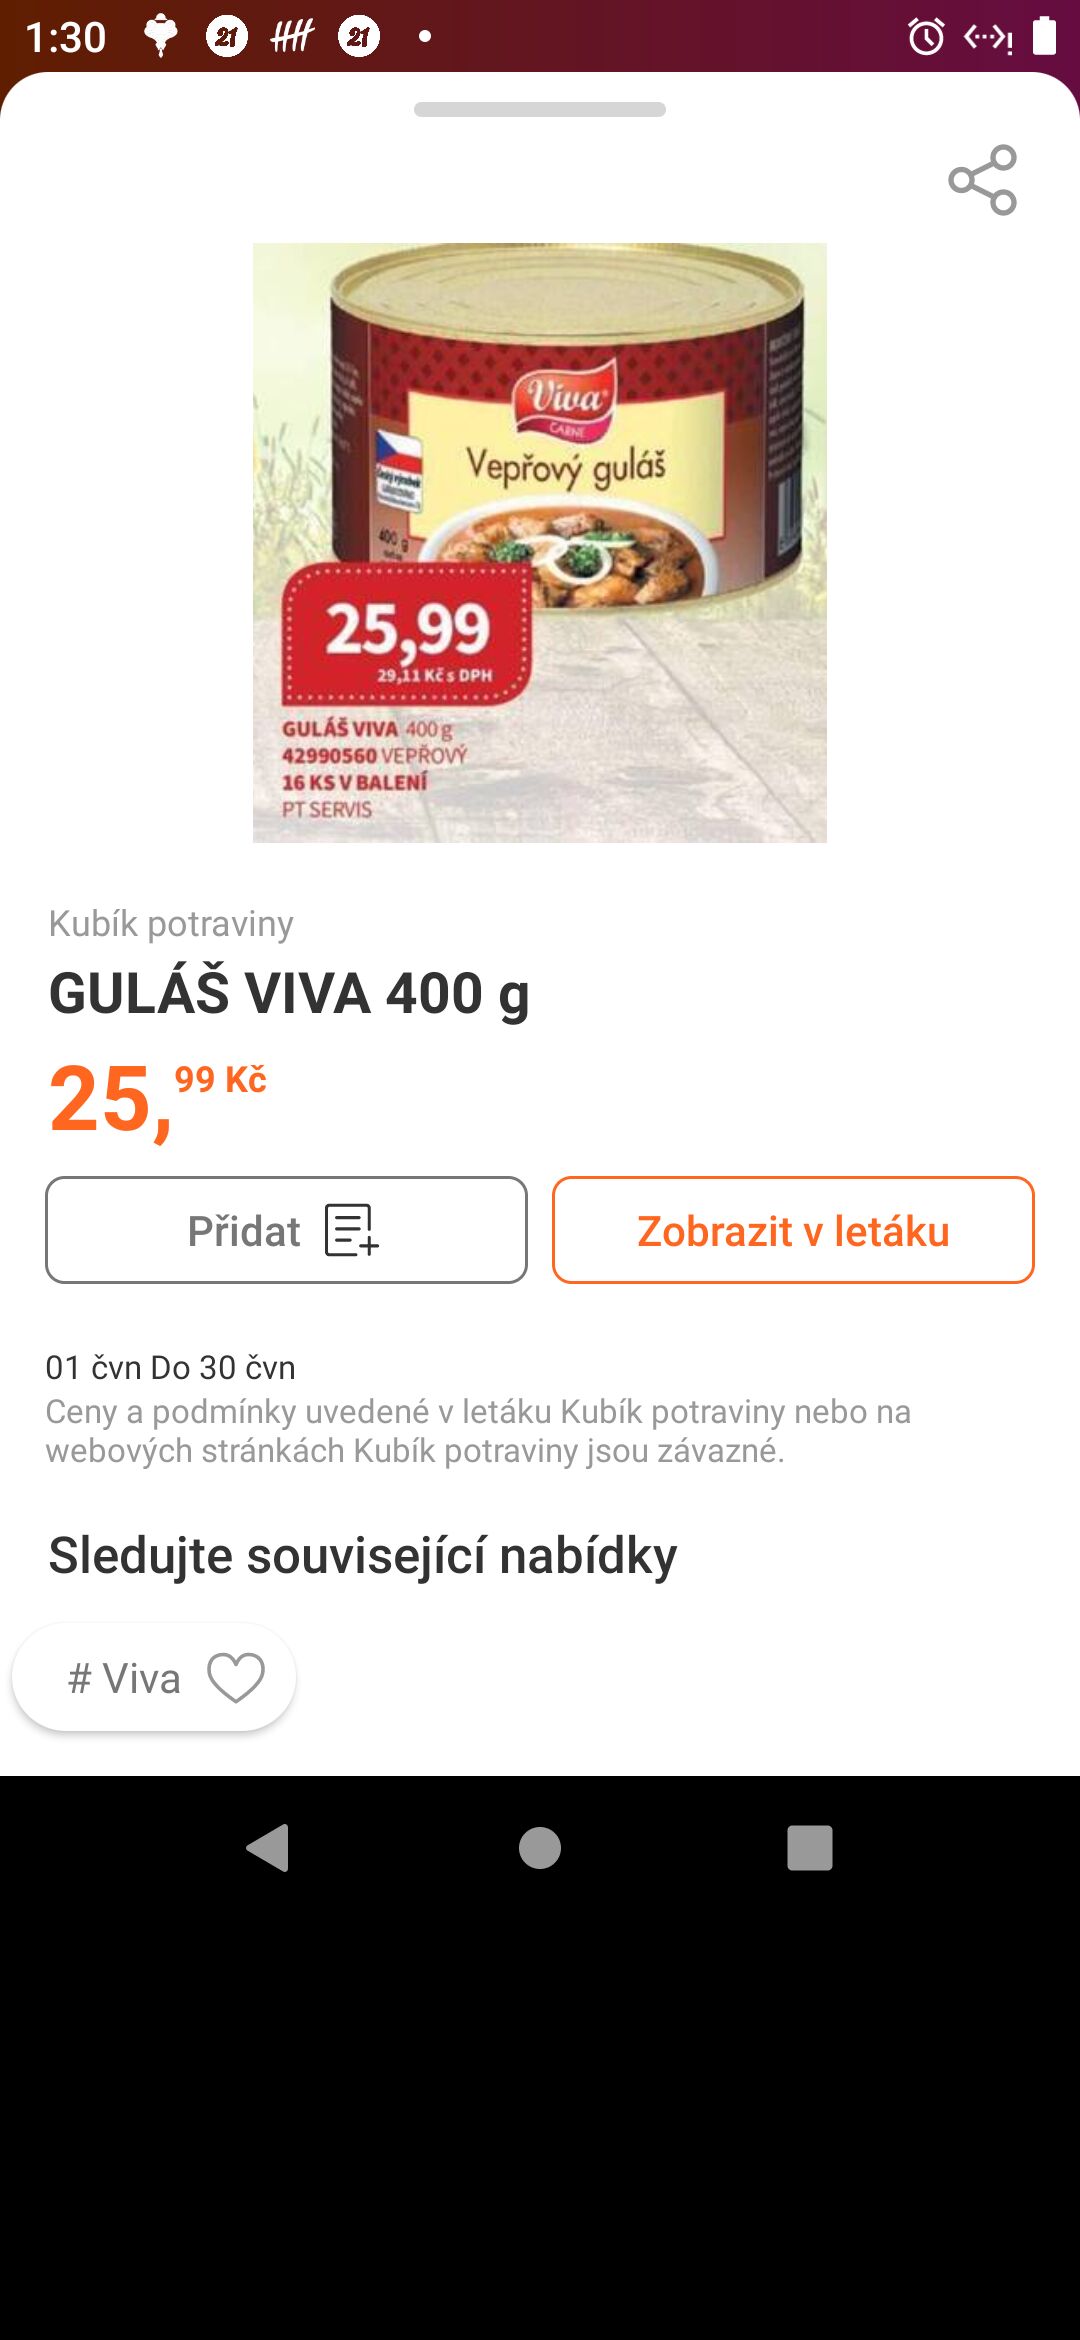 1:30
21
21
Viva
CARNE
Vepřový guláš
400 g
25,99
29,11 Kč s DPH
GULÁŠ VIVA 400 g
42990560 VEPŘOVÝ
16 KS V BALENÍ
PT SERVIS
Kubík potraviny
GULÁŠ VIVA 400 g
25,99 Kč
Přidat
Zobrazit v letáku
01 čvn Do 30 čvn
Ceny a podmínky uvedené v letáku Kubík potraviny nebo na
webových stránkách Kubík potraviny jsou závazné.
Sledujte související nabídky
# Viva